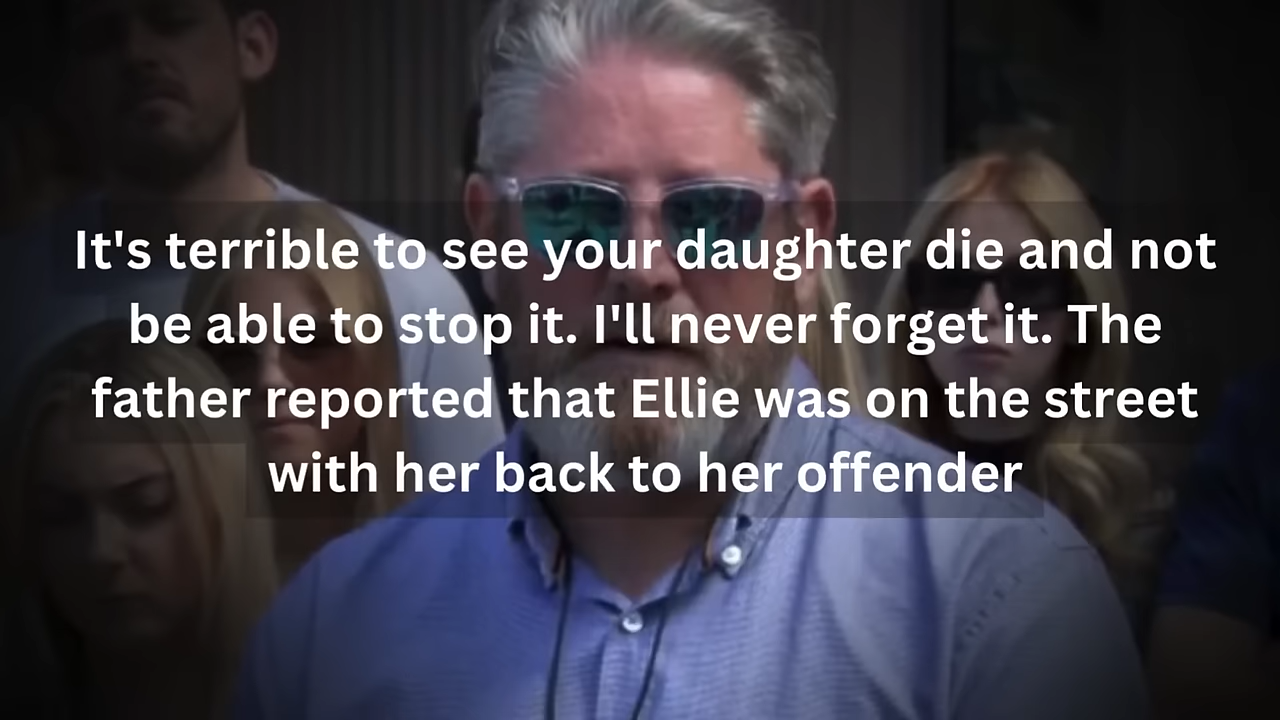 It's terrible to see your daughter die and not
be able to stop it. I'll never forget it. The
father reported that Ellie was on the street
with her back to her offender